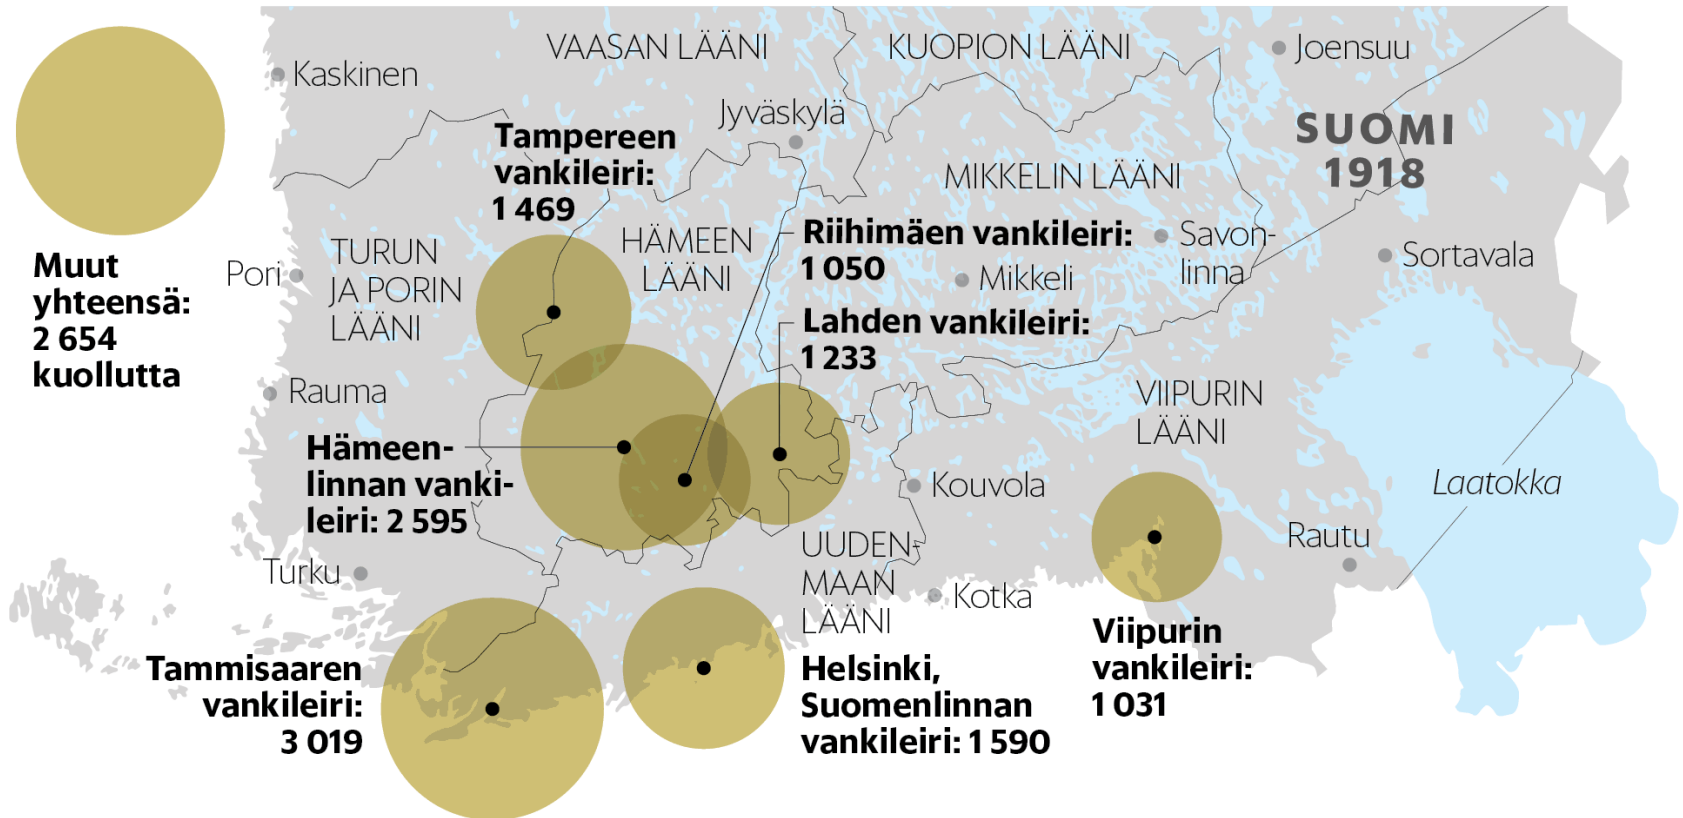 VAASAN LÄÄNI
KUOPION LÄÄNI
Joensuu
Kaskinen
Jyväskylä
SUOMI
1918
Tampereen
vankileiri:
1 469
MIKKELIN LÄÄNI
Muut
yhteensä:
2 654
kuollutta
Pori
TURUN
JA PORIN
LÄÄNI
HÄMEEN
LÄÄNI
Riihimäen vankileiri:
1 050
Savon-
linna
Mikkeli
Sortavala
Lahden vankileiri:
1 233
Rauma
VIIPURIN
LÄÄNI
Hämeen-
linnan vanki-
leiri: 2 595
Kouvola
Laatokka
Rautu
Turku
UUDEN-
MAAN
LÄÄNI
Kotka
Tammisaaren
vankileiri:
3 019
Helsinki,
Suomenlinnan
vankileiri: 1 590
Viipurin
vankileiri:
1 031